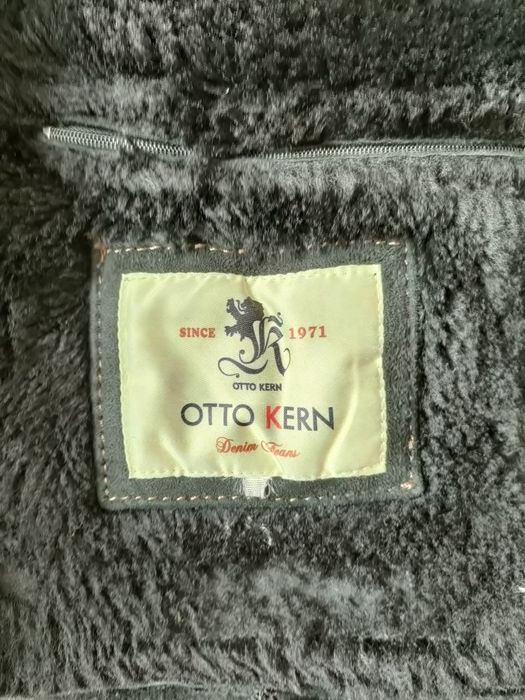 SINCE 1971
K
OTTO KERN
OTTO KERN
Denim Jeans